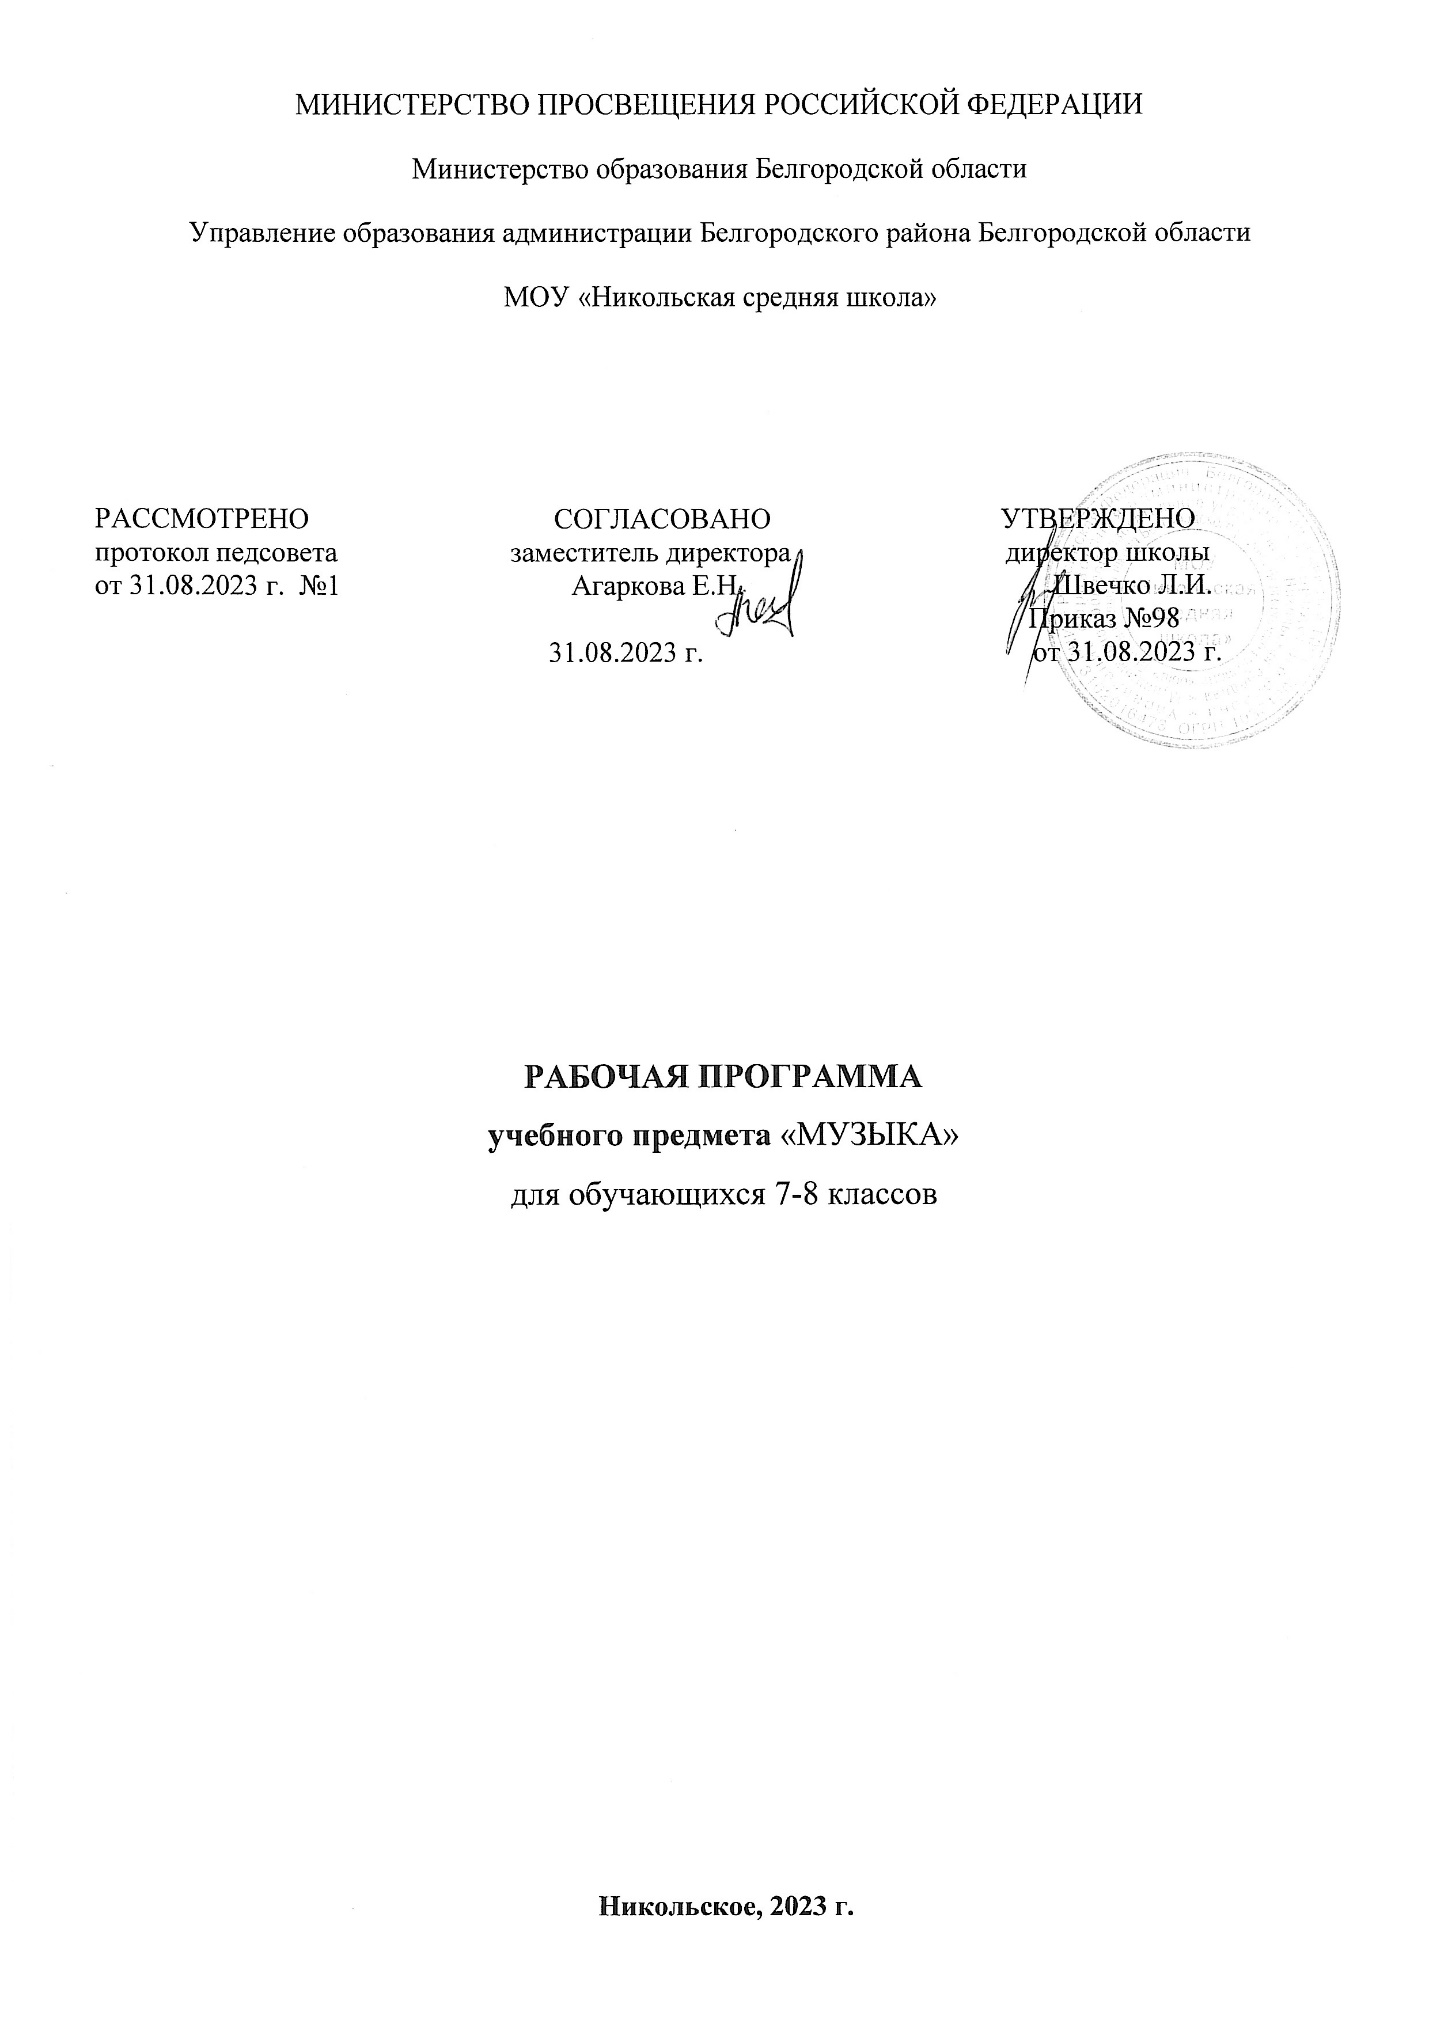 МИНИСТЕРСТВО ПРОСВЕЩЕНИЯ РОССИЙСКОЙ ФЕДЕРАЦИИ
Министерство образования Белгородской области
Управление образования администрации Белгородского района Белгородской области
МОУ «Никольская средняя школа»
РАССМОТРЕНО
протокол педсовета
от 31.08.2023 г. №1
СОГЛАСОВАНО
заместитель директора
Агаркова Е.Н.
31.08.2023 г.
УТВЕРЖДЕНО
директор школы
Швечко Л.И.
Приказ №98
от 31.08.2023 г.
РАБОЧАЯ ПРОГРАММА
учебного предмета «МУЗЫКА»
для обучающихся 7-8 классов
Никольское, 2023 г.